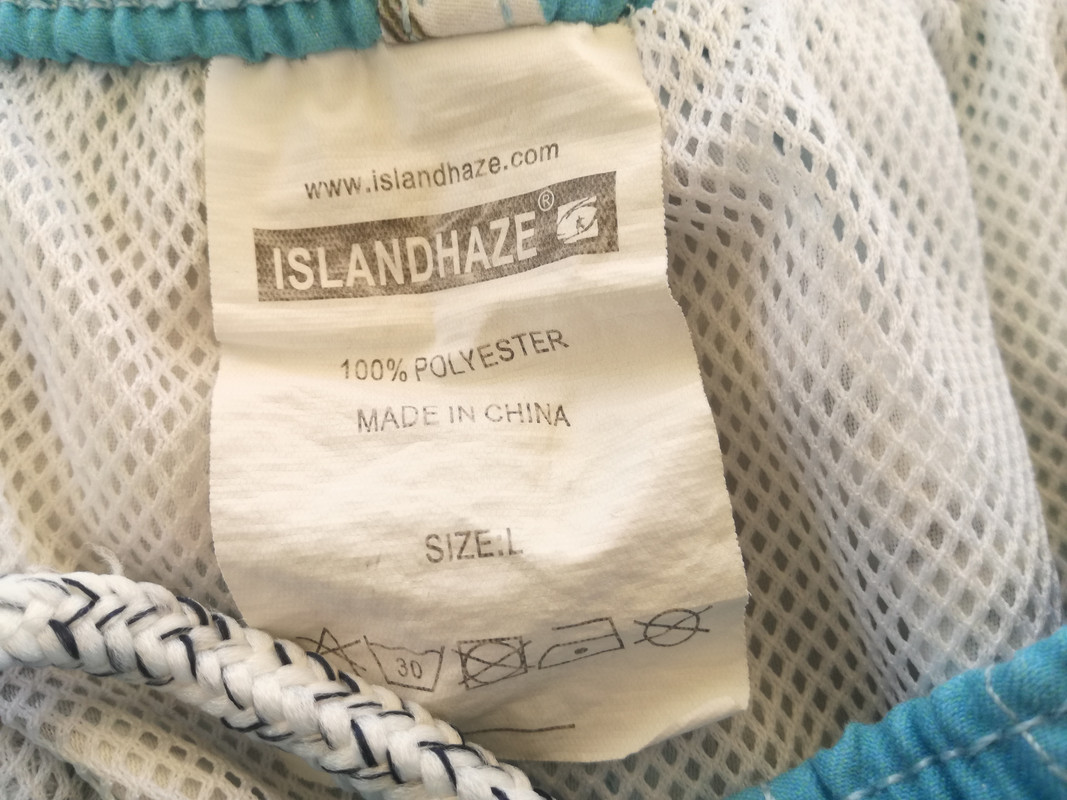 www.islandhaze.com
ISLANDHAZE®
100% POLYESTER
MADE IN CHINA
SIZE:L
30